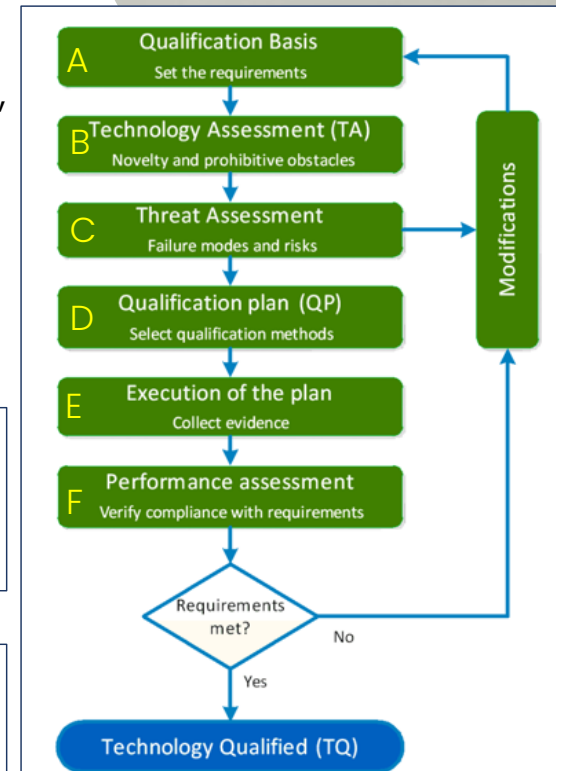 A
Qualification Basis
Set the requirements
B
Technology Assessment (TA)
Novelty and prohibitive obstacles
C
Threat Assessment
Failure modes and risks
Modifications
D
Qualification plan (QP)
Select qualification methods
E
Execution of the plan
Collect evidence
F
Performance assessment
Verify compliance with requirements
Requirements
met?
No
Yes
Technology Qualified (TQ)